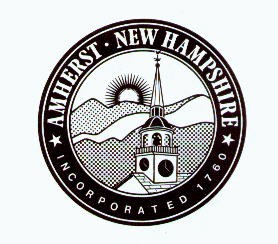 AMHERST · NEW HAMPSHIRE
★ INCORPORATED 1760 ★